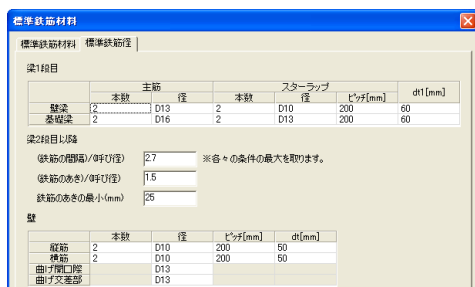 標準鉄筋材料
標準鉄筋材料 標準鉄筋径
梁1段目
主筋 スターラップ dt1[mm]
本数 径 本数 径 ピッチ[mm]
壁梁 2 D13 2 D10 200 60
基礎梁 2 D16 2 D13 200 60
梁2段目以降
(鉄筋の間隔)/(呼び径) 2.7 ※各々の条件の最大を取ります。
(鉄筋のあき)/(呼び径) 1.5
鉄筋のあきの最小(mm) 25
壁
本数 径 ピッチ[mm] dt[mm]
縦筋 2 D10 200 50
横筋 2 D10 200 50
曲げ開口際 D13
曲げ交差部 D13